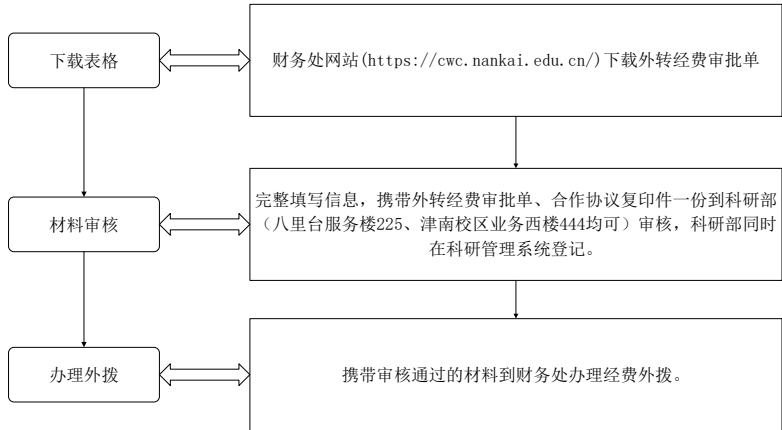 下载表格
财务处网站(https://cwc.nankai.edu.cn/)下载外转经费审批单
材料审核
完整填写信息，携带外转经费审批单、合作协议复印件一份到科研部
（八里台服务楼225、津南校区业务西楼444均可）审核，科研部同时
在科研管理系统登记。
办理外拨
携带审核通过的材料到财务处办理经费外拨。